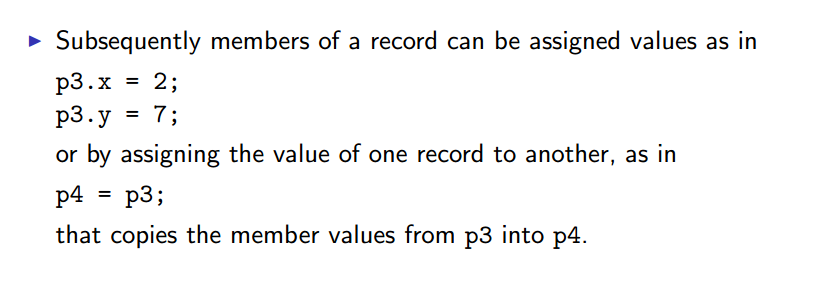 ▶ Subsequently members of a record can be assigned values as in
p3.x = 2;
p3.y = 7;
or by assigning the value of one record to another, as in
p4 = p3;
that copies the member values from p3 into p4.